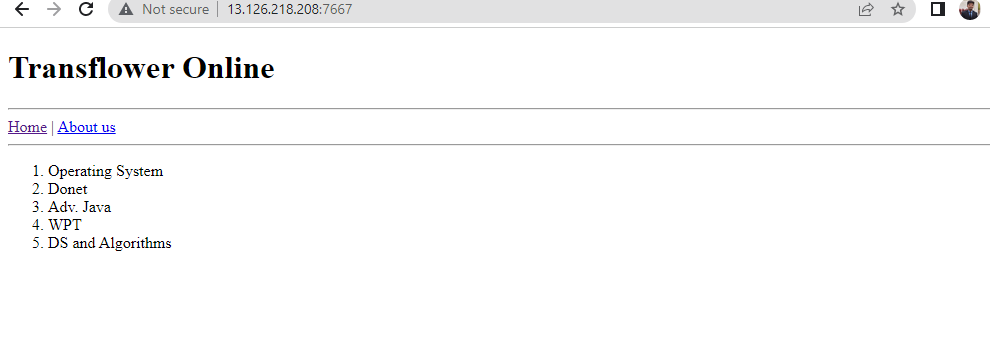 Not secure | 13.126.218.208:7667
Transflower Online
Home | About us
1. Operating System
2. Donet
3. Adv. Java
4. WPT
5. DS and Algorithms